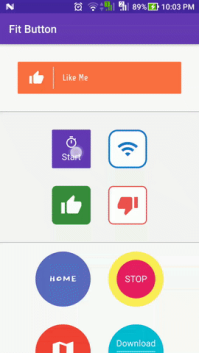 89% 10:03 PM
Fit Button
Like Me
Start
HOME
STOP
Download